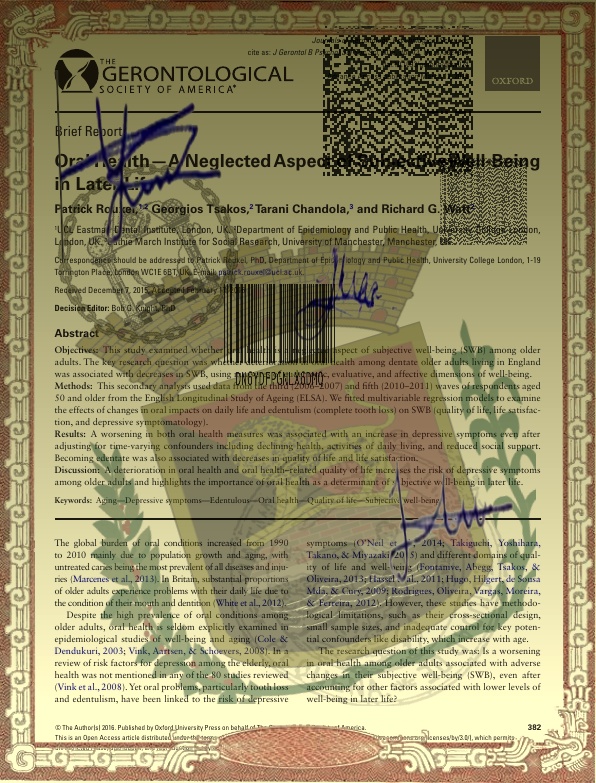 THE
GERONTOLOGICAL
SOCIETY OF AMERICA®
OXFORD
cite as: J Gerontol B
Brief Report
Oral Health—A Neglected Aspect of Subjective Well-Being
in Later Life
Patrick Rouxel,1,2 Georgios Tsakos,2 Tarani Chandola,3 and Richard G. Watt2
1UCL Eastman Dental Institute, London, UK. 2Department of Epidemiology and Public Health, University College London,
London, UK. 3Cathie March Institute for Social Research, University of Manchester, Manchester, UK.
Correspondence should be addressed to Patrick Rouxel, PhD, Department of Epidemiology and Public Health, University College London, 1-19
Torrington Place, London WC1E 6BT, UK. E-mail: patrick.rouxel@ucl.ac.uk.
Received December 7, 2015; Accepted February
Decision Editor: Bob G. Knight, PhD
Abstract
Objectives: This study examined whether oral health is aspect of subjective well-being (SWB) among older
adults. The key research question was whether health among dentate older adults living in England
was associated with decreases in SWB, using evaluative, and affective dimensions of well-being.
DN6YDFPGNLX6DMQ
Methods: This secondary analysis used data from the third (2006–2007) and fifth (2010–2011) waves of respondents aged
50 and older from the English Longitudinal Study of Ageing (ELSA). We fitted multivariable regression models to examine
the effects of changes in oral impacts on daily life and edentulism (complete tooth loss) on SWB (quality of life, life satisfac-
tion, and depressive symptomatology).
Results: A worsening in both oral health measures was associated with an increase in depressive symptoms even after
adjusting for time-varying confounders including declining health, activities of daily living, and reduced social support.
Becoming edentate was also associated with decreases in quality of life and life satisfaction.
Discussion: A deterioration in oral health and oral health–related quality of life increases the risk of depressive symptoms
among older adults and highlights the importance of oral health as a determinant of subjective well-being in later life.
Keywords: Aging—Depressive symptoms—Edentulous—Oral health—Quality of life—Subjective well-being
The global burden of oral conditions increased from 1990
to 2010 mainly due to population growth and aging, with
untreated caries being the most prevalent of all diseases and inju-
ries (Marcenes et al., 2013). In Britain, substantial proportions
of older adults experience problems with their daily life due to
the condition of their mouth and dentition (White et al., 2012).
Despite the high prevalence of oral conditions among
older adults, oral health is seldom explicitly examined in
epidemiological studies of well-being and aging (Cole &
Dendukuri, 2003; Vink, Aartsen, & Schoevers, 2008). In a
review of risk factors for depression among the elderly, oral
health was not mentioned in any of the 80 studies reviewed
(Vink et al., 2008). Yet oral problems, particularly tooth loss
and edentulism, have been linked to the risk of depressive
symptoms (O'Neil et al., 2014; Takiguchi, Yoshihara,
Takano, & Miyazaki, 2015) and different domains of qual-
ity of life and well-being (Fontanive, Abegg, Tsakos, &
Oliveira, 2013; Hassel et al., 2011; Hugo, Hilgert, de Sousa
Mda, & Cury, 2009; Rodrigues, Oliveira, Vargas, Moreira,
& Ferreira, 2012). However, these studies have methodo-
logical limitations, such as their cross-sectional design,
small sample sizes, and inadequate control for key poten-
tial confounders like disability, which increase with age.
The research question of this study was: Is a worsening
in oral health among older adults associated with adverse
changes in their subjective well-being (SWB), even after
accounting for other factors associated with lower levels of
well-being in later life?
© The Author(s) 2016. Published by Oxford University Press on behalf of The Gerontological Society of America.
382
This is an Open Access article distributed under the terms licenses/by/3.0/), which permits